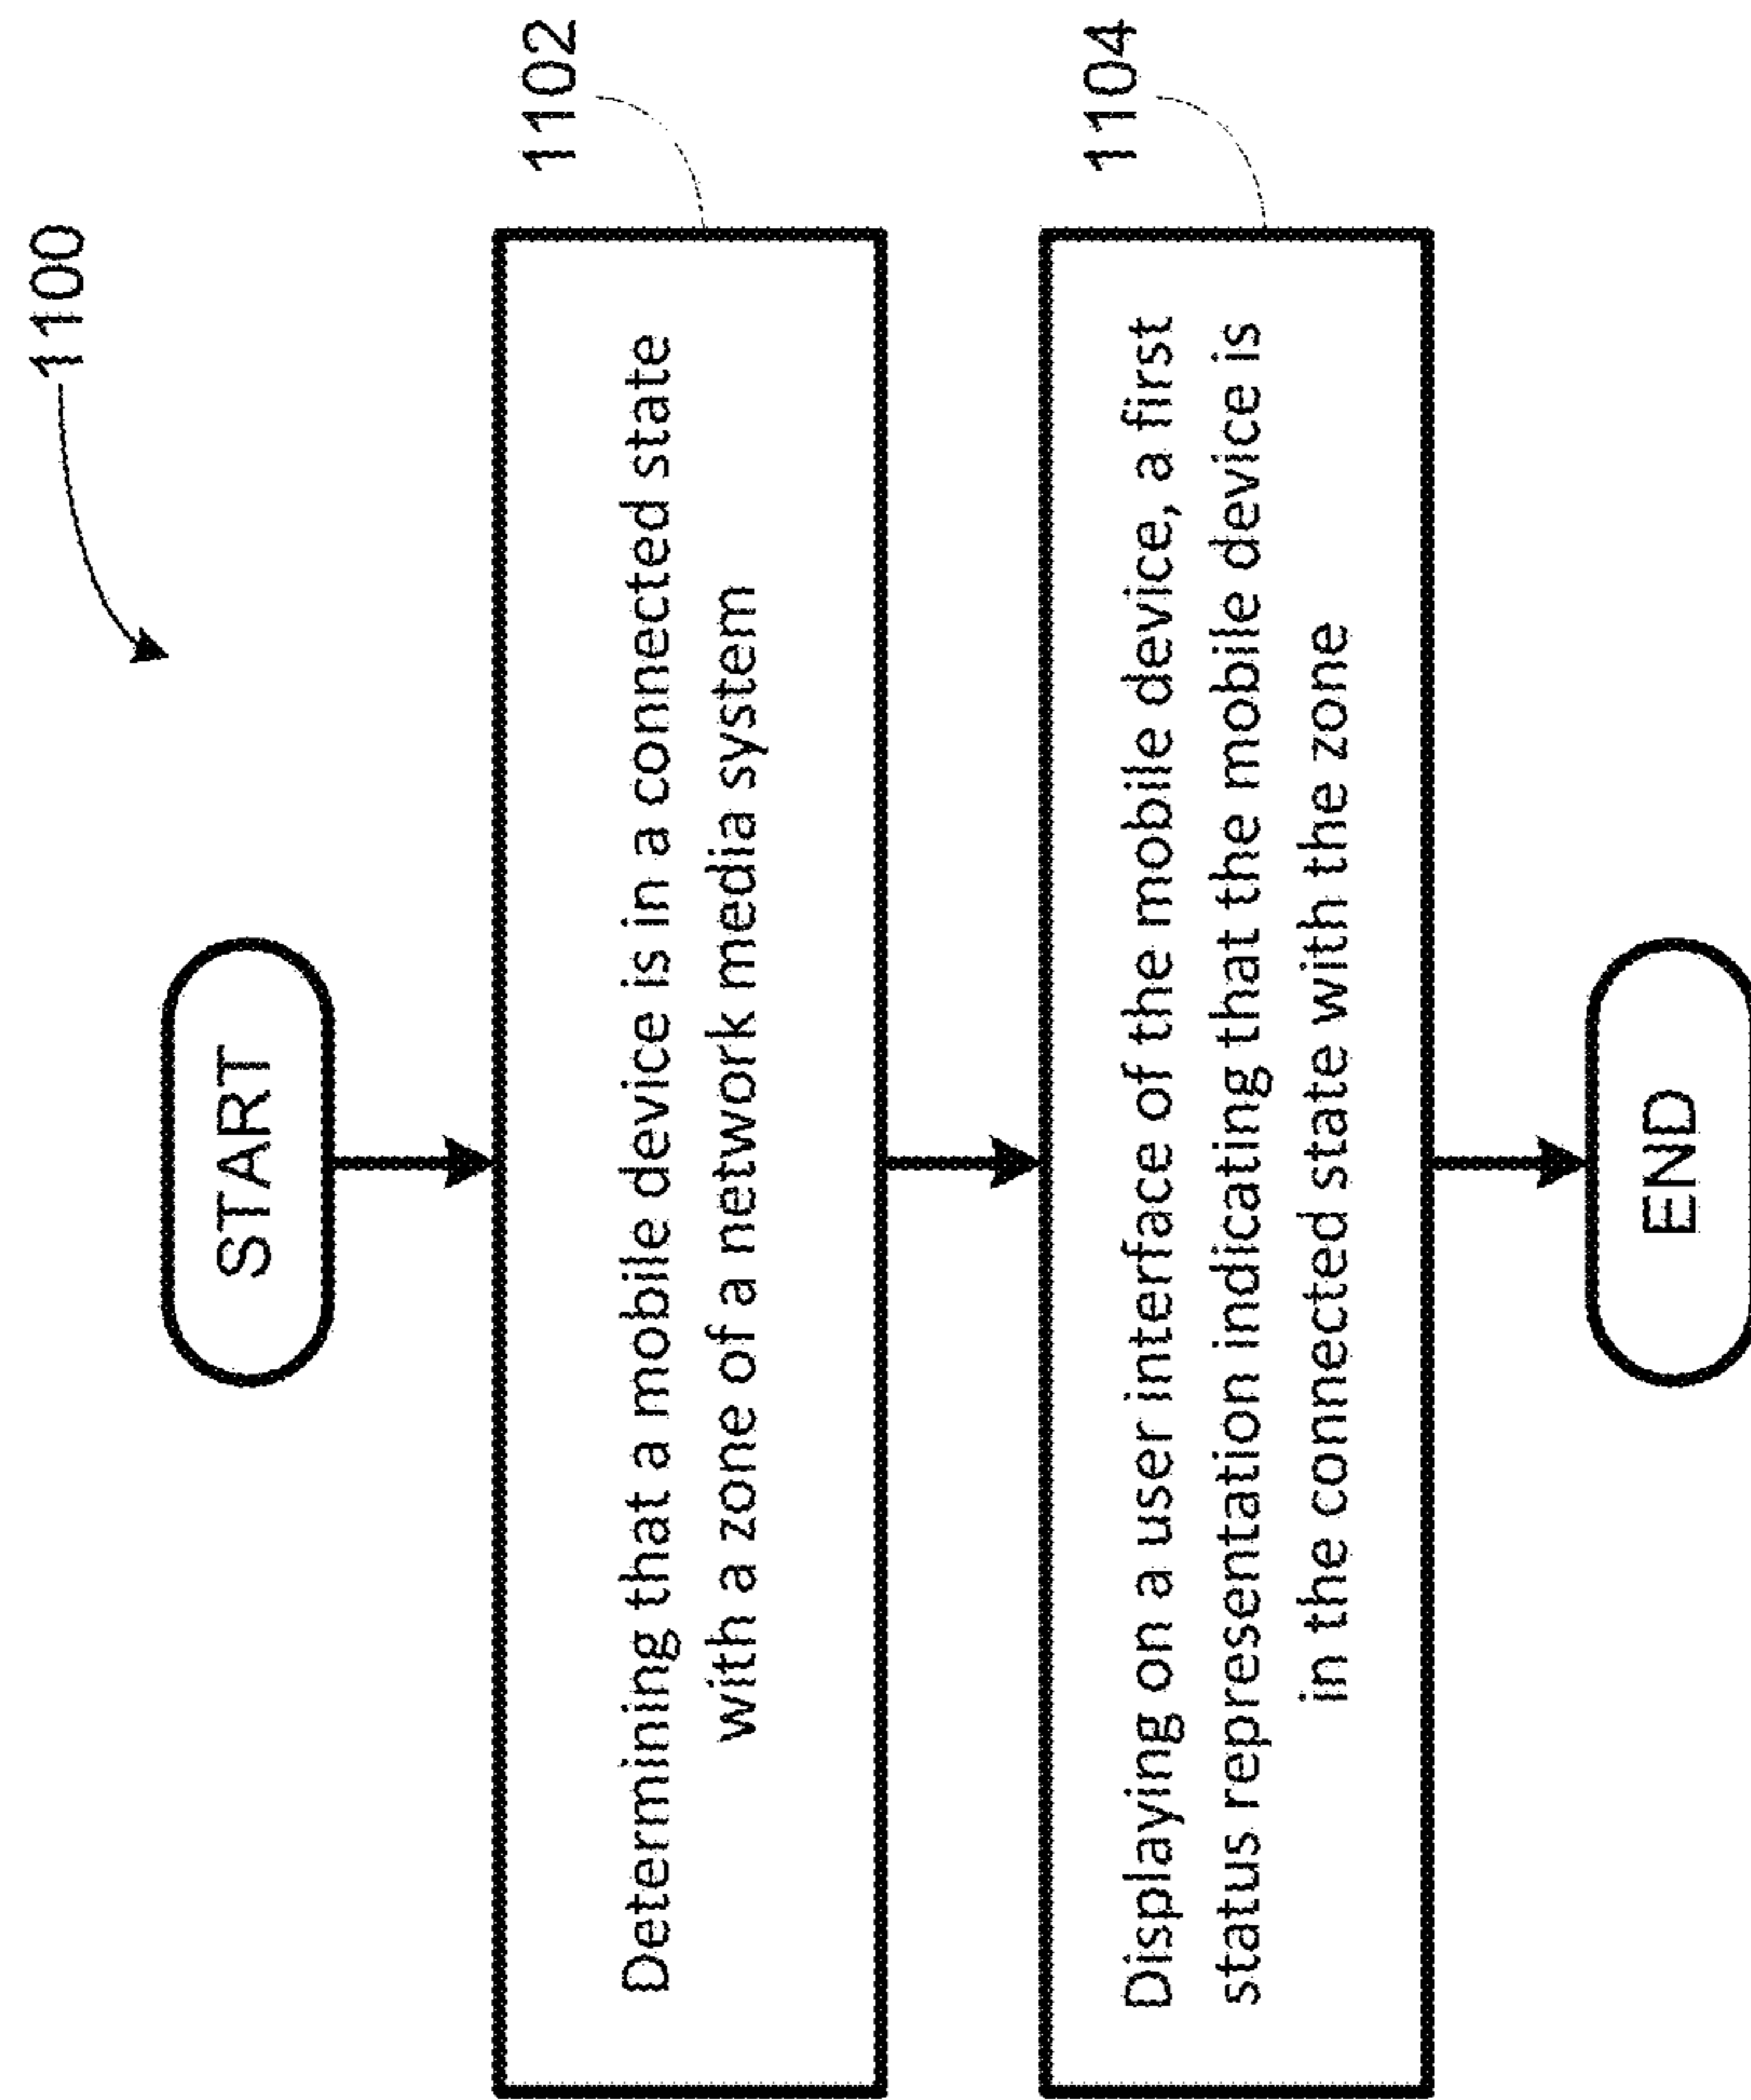 1100
START
Determining that a mobile device is in a connected state
with a zone of a network media system
1102
Displaying on a user interface of the mobile device, a first
status representation indicating that the mobile device is
in the connected state with the zone
1104
END